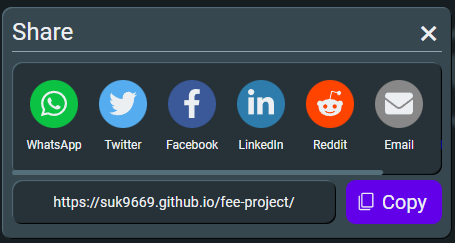 Share
WhatsApp Twitter Facebook LinkedIn Reddit Email
https://suk9669.github.io/fee-project/ Copy